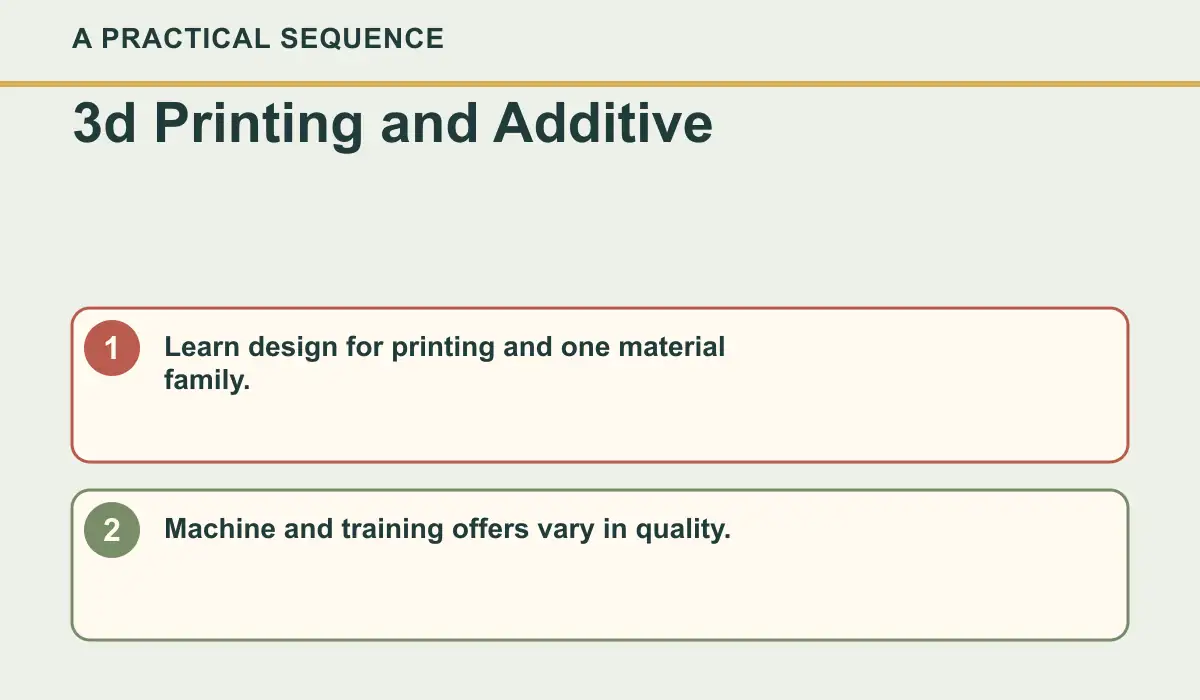 A PRACTICAL SEQUENCE
3d Printing and Additive
1
Learn design for printing and one material
family.
2
Machine and training offers vary in quality.